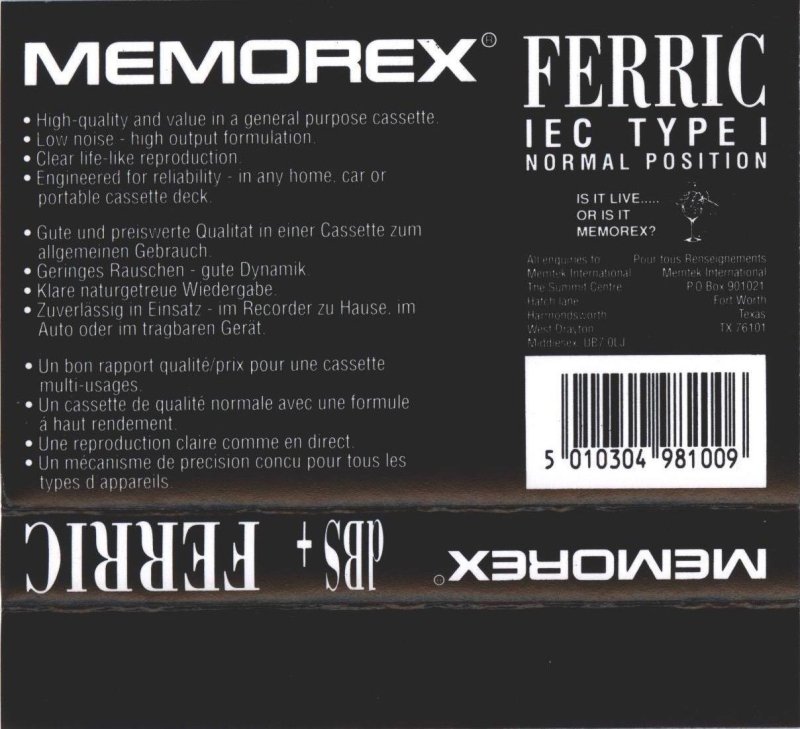 MEMOREX®
• High-quality and value in a general purpose cassette.
• Low noise - high output formulation.
• Clear life-like reproduction.
• Engineered for reliability - in any home, car or
portable cassette deck.
• Gute und preiswerte Qualitat in einer Cassette zum
allgemeinen Gebrauch.
• Geringes Rauschen - gute Dynamik.
• Klare naturgetreue Wiedergabe.
• Zuverlässig in Einsatz - im Recorder zu Hause, im
Auto oder im tragbaren Gerät.
• Un bon rapport qualité/prix pour une cassette
multi-usages.
• Un cassette de qualité normale avec une formule
á haut rendement.
• Une reproduction claire comme en direct.
• Un mécanisme de precision concu pour tous les
types d appareils.
FERRIC
IEC TYPE I
NORMAL POSITION
IS IT LIVE.....
OR IS IT
MEMOREX?
All enquiries to
Memtek International
The Summit Centre
Hatch lane
Harmondsworth
West Drayton
Middlesex UB7 0LJ
Pour tous Renseignements
Memtek International
P.O Box 901021
Fort Worth
Texas
TX 76101
5 010304 981009
MEMOREX®
dBS + FERRIC